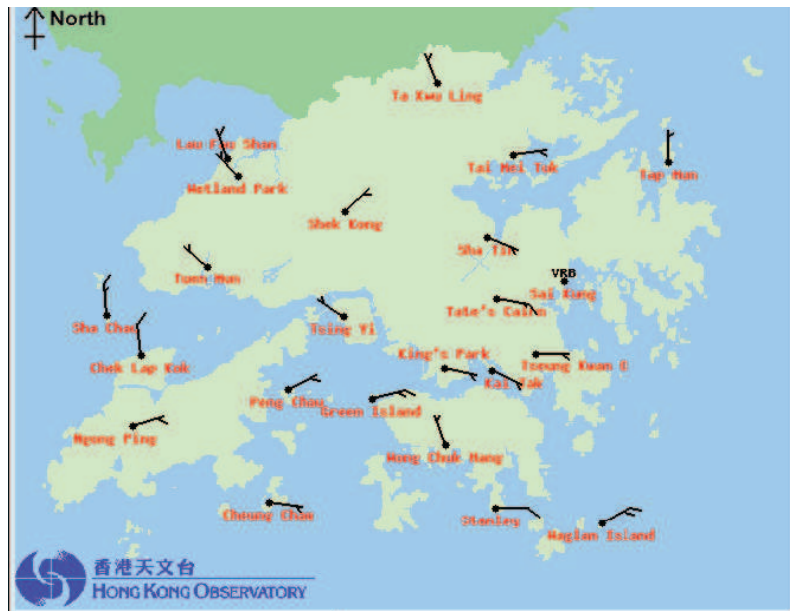 North
Ta Kwu Ling
Lau Fau Shan
Wetland Park
Tai Mei Tuk
Tap Mun
Shek Kong
Sha Tin
Tuen Mun
VRB
Sai Kung
Sha Chau
Tsing Yi
Tate's Cairn
Chek Lap Kok
King's Park
Tseung Kwan O
Kai Tak
Peng Chau
Green Island
Ngong Ping
Wong Chuk Hang
Cheung Chau
Stanley
Waglan Island
香港天文台
HONG KONG OBSERVATORY